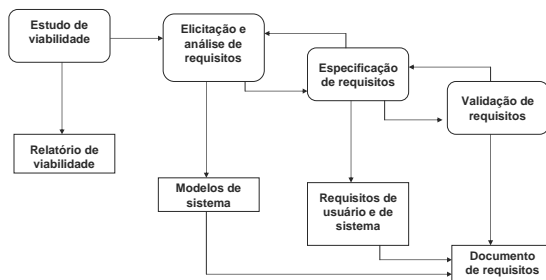 Estudo de
viabilidade
Elicitação e
análise de
requisitos
Especificação
de requisitos
Validação de
requisitos
Relatório de
viabilidade
Modelos de
sistema
Requisitos de
usuário e de
sistema
Documento
de requisitos